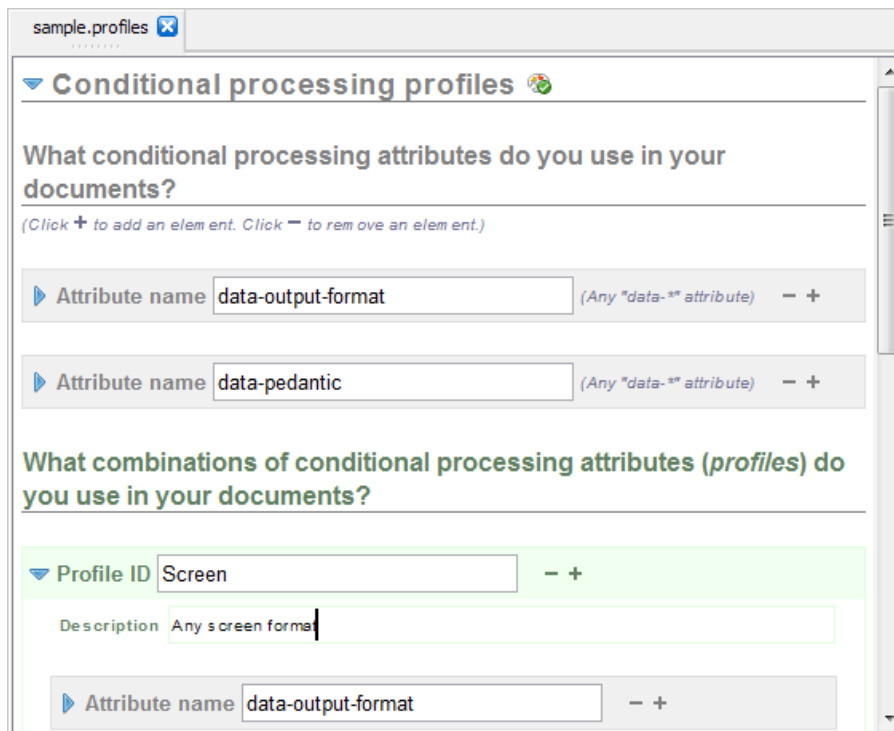 sample.profiles
Conditional processing profiles
What conditional processing attributes do you use in your
documents?
(Click + to add an element. Click − to remove an element.)
Attribute name data-output-format (Any "data-*" attribute) − +
Attribute name data-pedantic (Any "data-*" attribute) − +
What combinations of conditional processing attributes (profiles) do
you use in your documents?
Profile ID Screen − +
Description Any screen format
Attribute name data-output-format − +